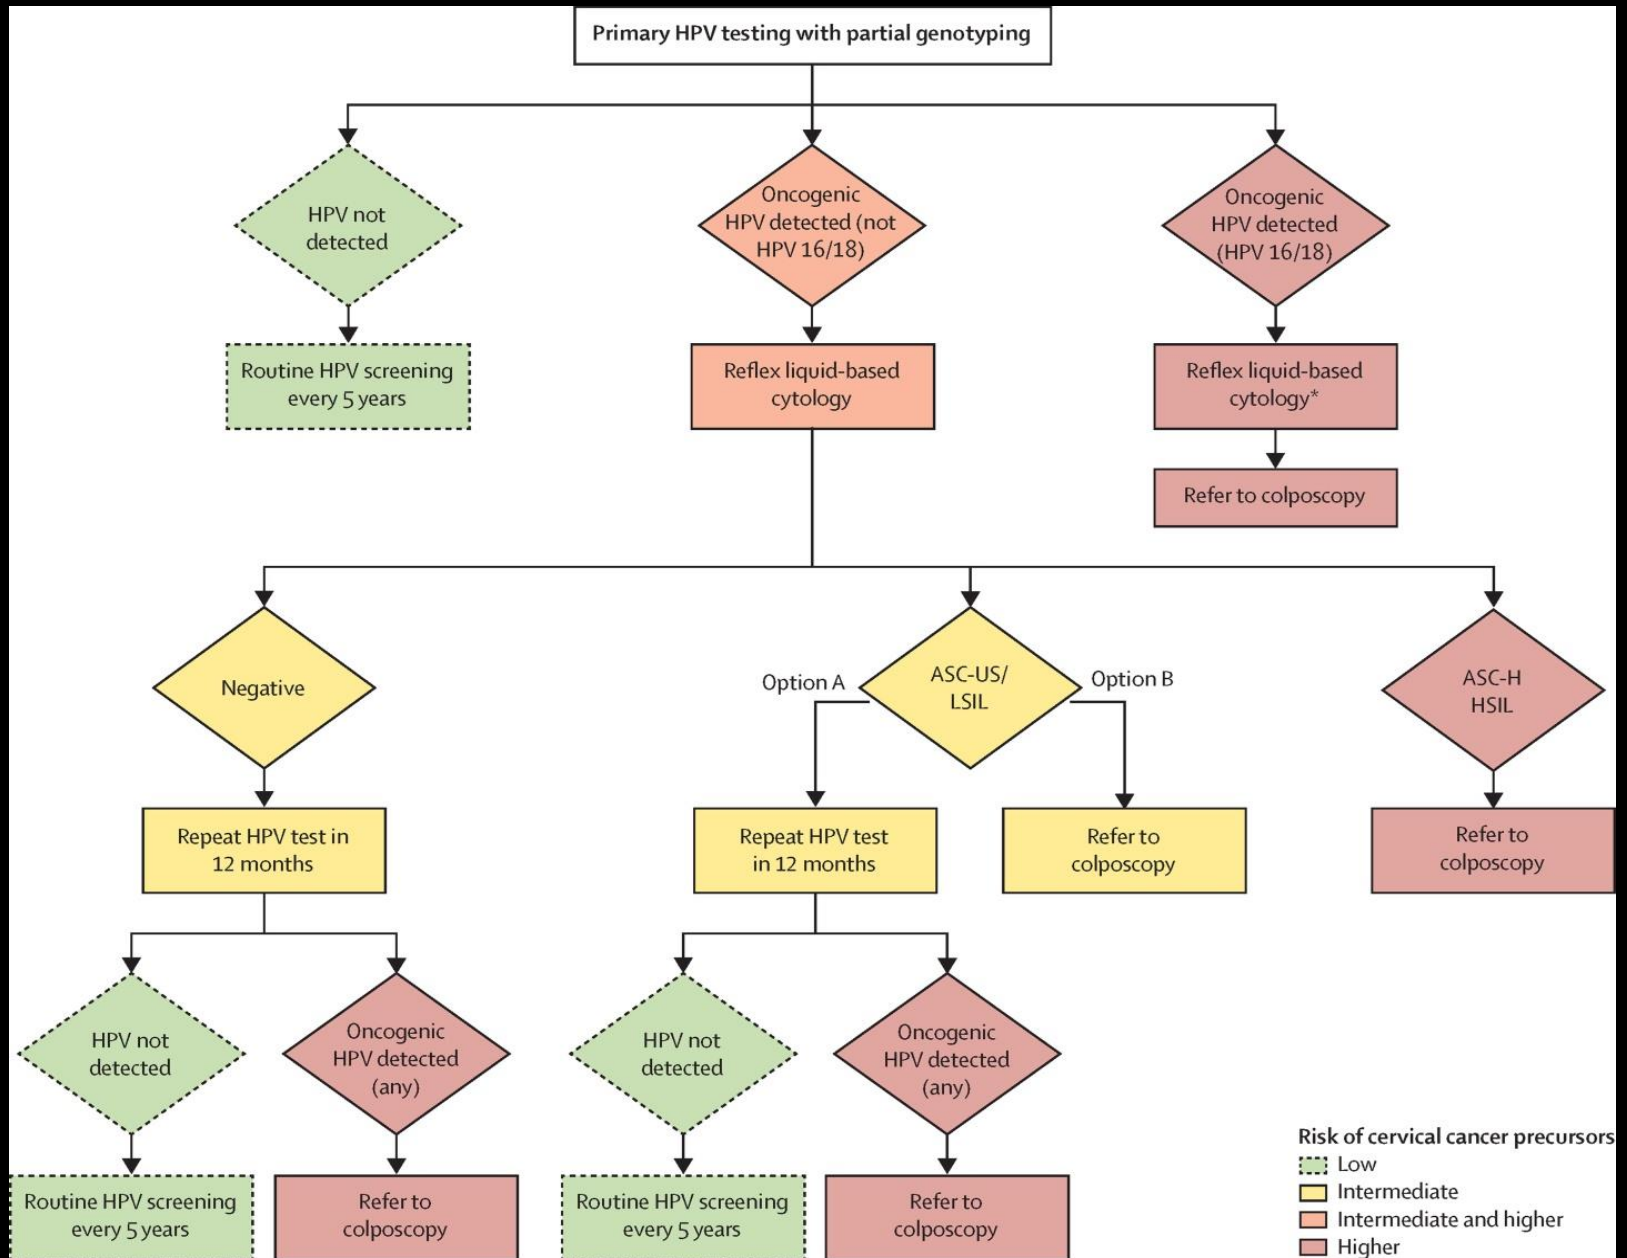 Primary HPV testing with partial genotyping
HPV not
detected
Oncogenic
HPV detected (not
HPV 16/18)
Oncogenic
HPV detected
(HPV 16/18)
Routine HPV screening
every 5 years
Reflex liquid-based
cytology
Reflex liquid-based
cytology*
Refer to colposcopy
Negative
Option A
ASC-US/
LSIL
Option B
ASC-H
HSIL
Repeat HPV test in
12 months
Repeat HPV test
in 12 months
Refer to
colposcopy
Refer to
colposcopy
HPV not
detected
Oncogenic
HPV detected
(any)
HPV not
detected
Oncogenic
HPV detected
(any)
Routine HPV screening
every 5 years
Refer to
colposcopy
Routine HPV screening
every 5 years
Refer to
colposcopy
Risk of cervical cancer precursors
Low
Intermediate
Intermediate and higher
Higher